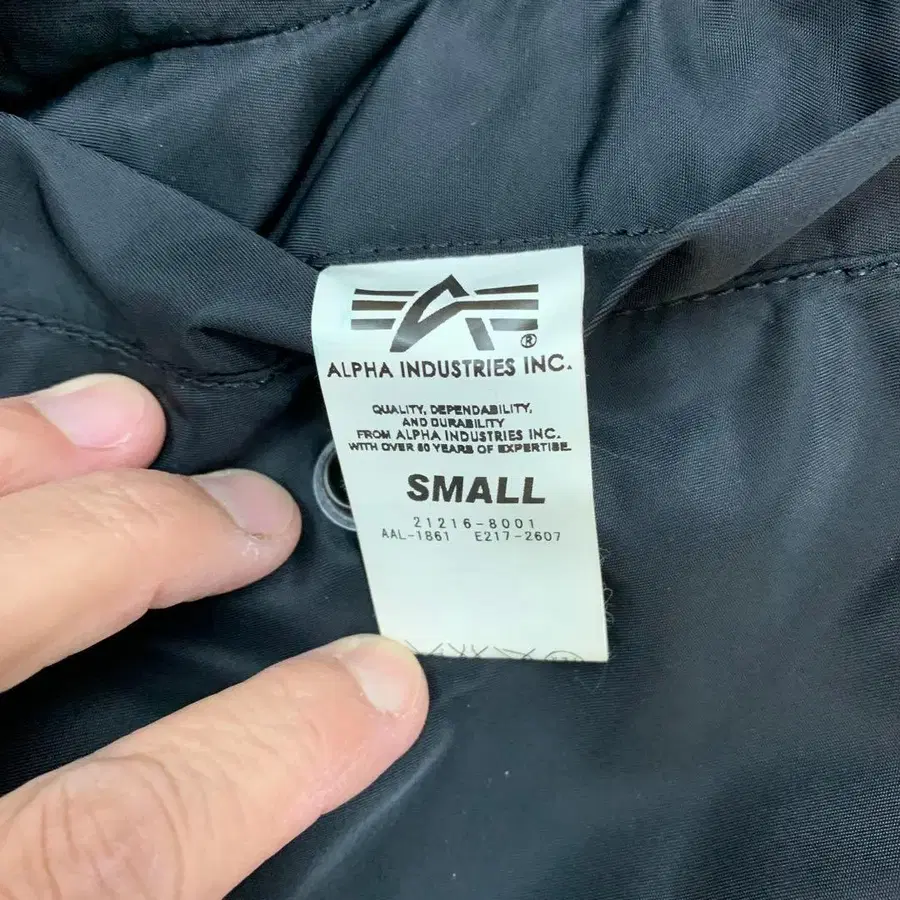 ®
ALPHA INDUSTRIES INC.
QUALITY, DEPENDABILITY,
AND DURABILITY
FROM ALPHA INDUSTRIES INC.
WITH OVER 50 YEARS OF EXPERTISE.
SMALL
21216-8001
AAL-1861 E217-2607